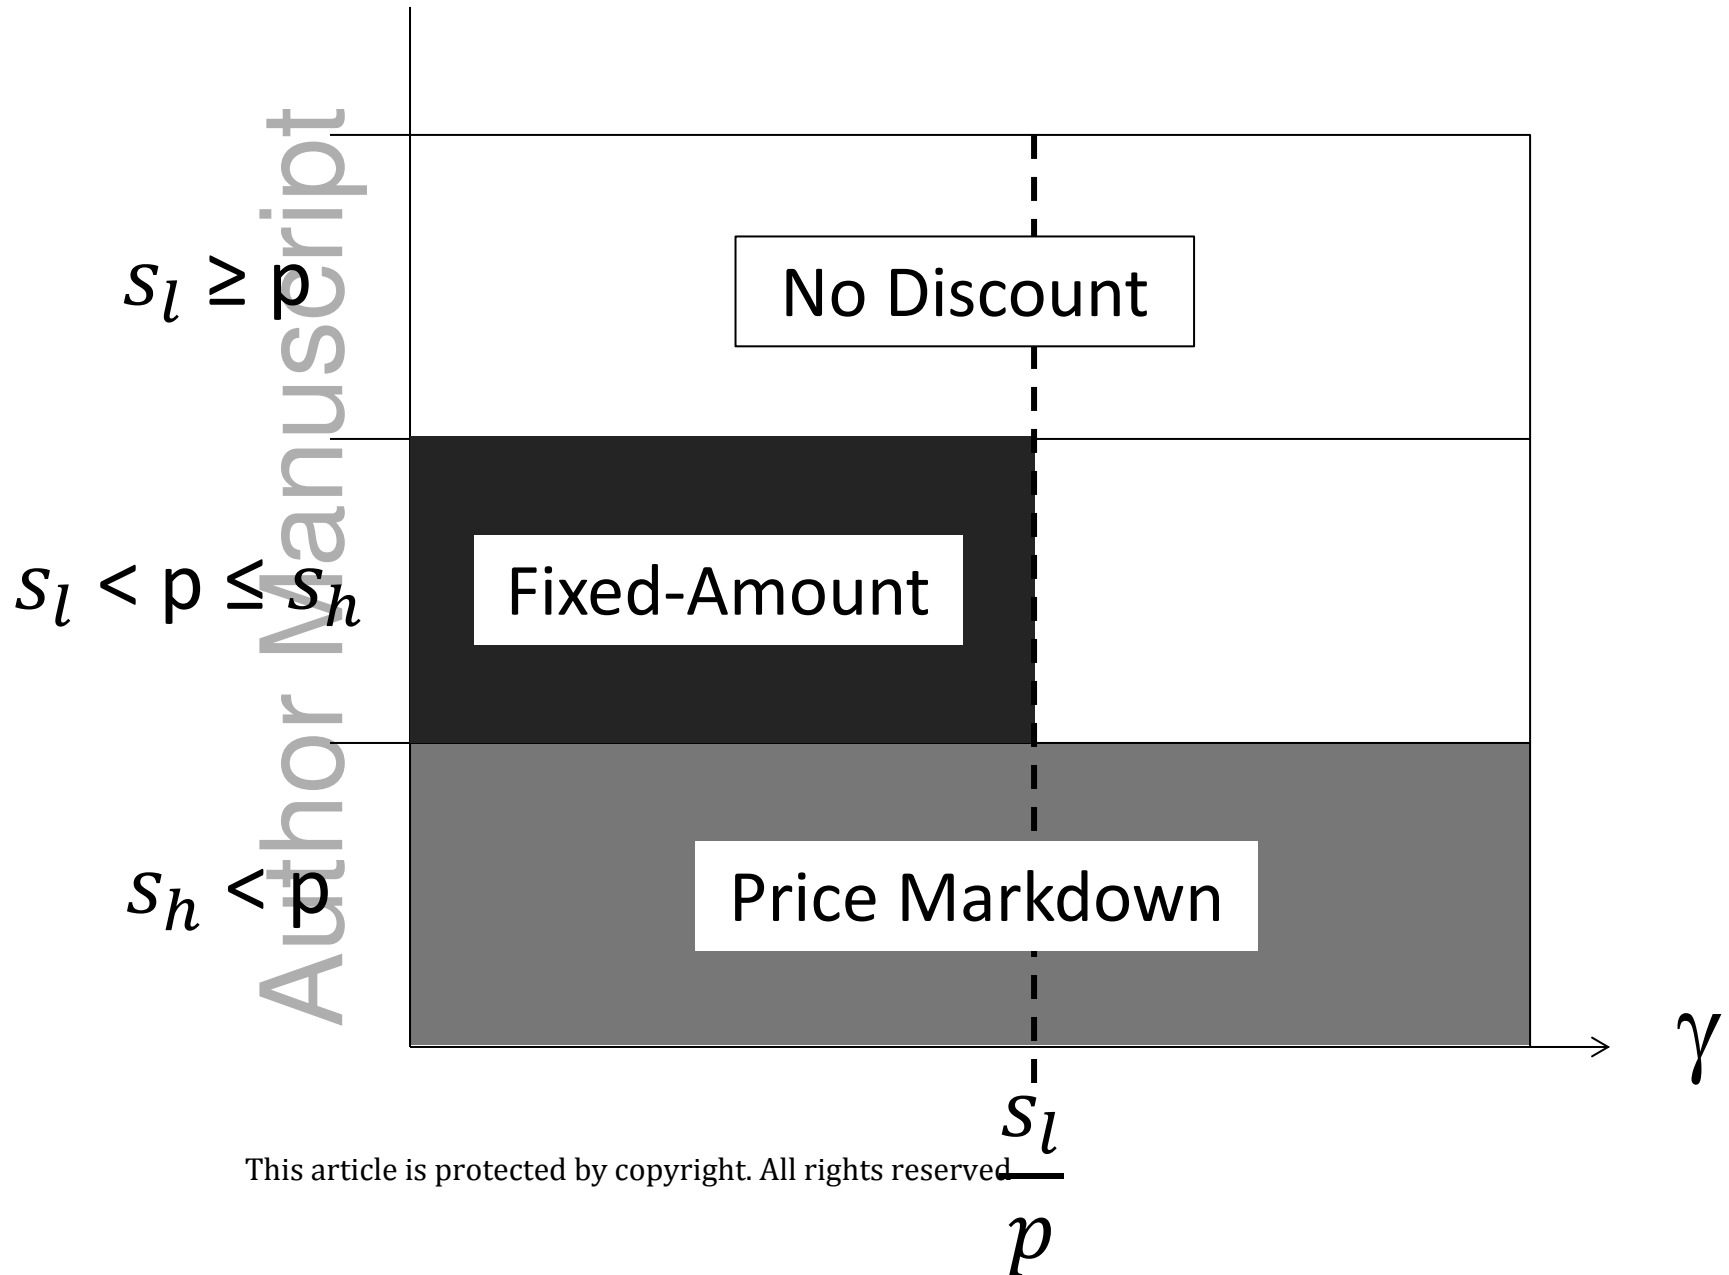 Author Manuscript
s_l ≥ p
No Discount
s_l < p ≤ s_h
Fixed-Amount
s_h < p
Price Markdown
γ
s_l
p
This article is protected by copyright. All rights reserved